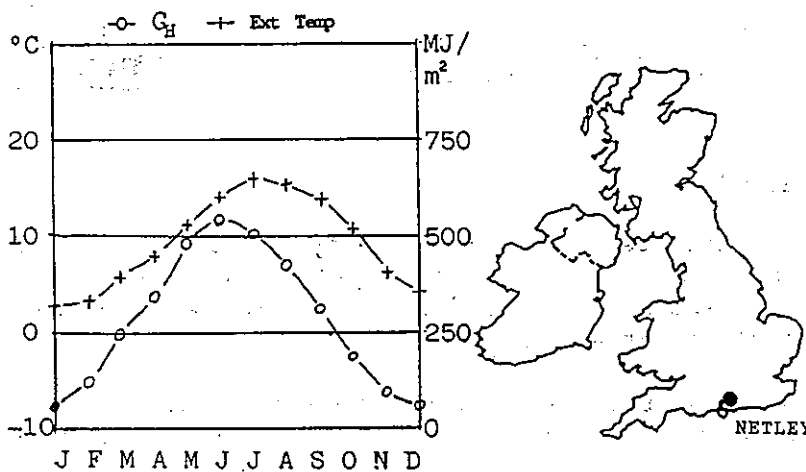 G_H Ext Temp
°C MJ/
m²
20 750
10 500
0 250
-10 0
J F M A M J J A S O N D
NETLEY